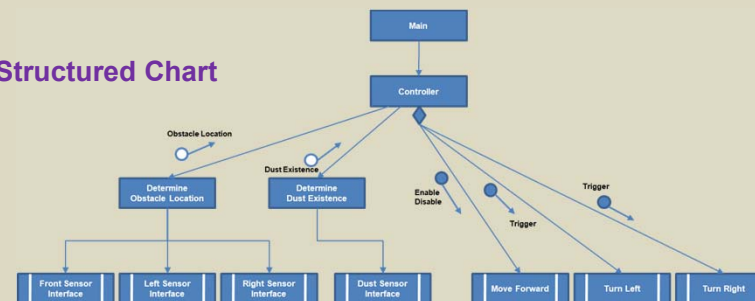 Main
Structured Chart
Controller
Obstacle Location
Dust Existence
Determine
Obstacle Location
Determine
Dust Existence
Enable
Disable
Trigger
Trigger
Front Sensor
Interface
Left Sensor
Interface
Right Sensor
Interface
Dust Sensor
Interface
Move Forward
Turn Left
Turn Right